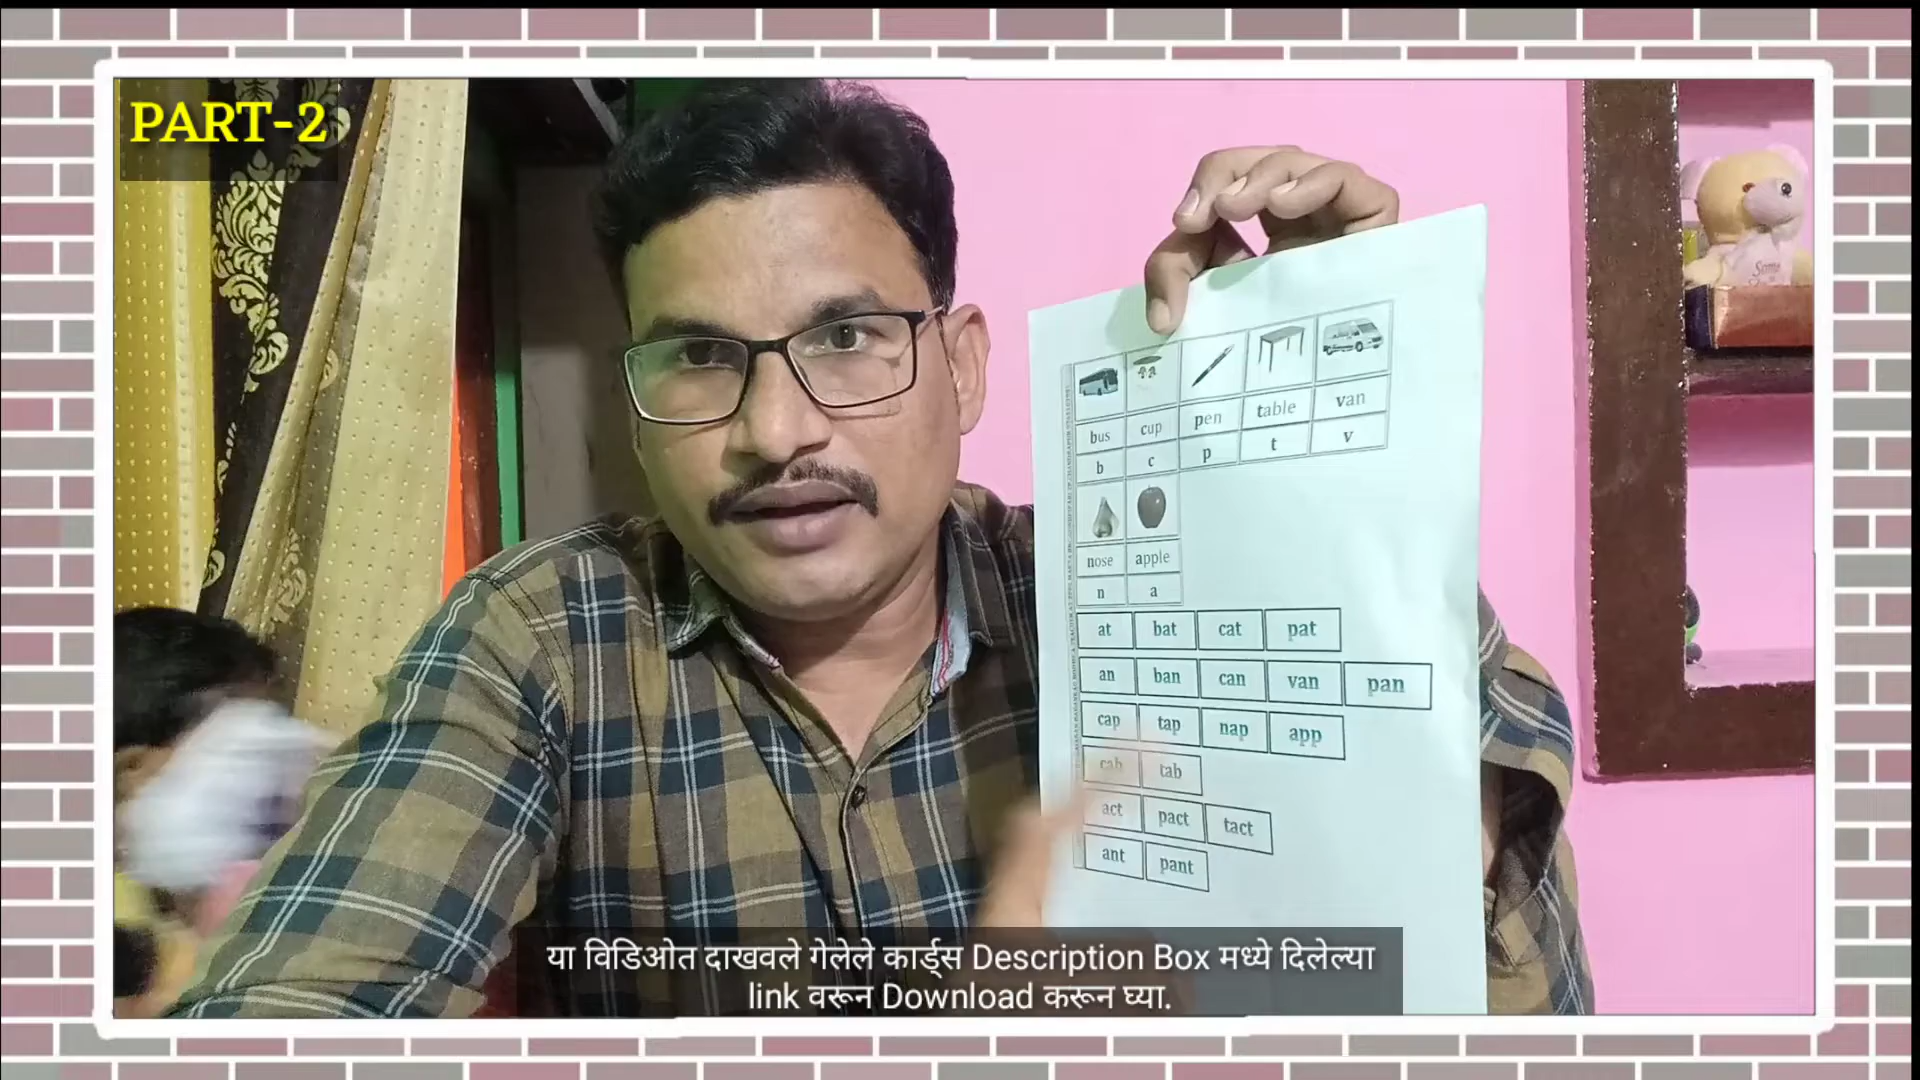 PART-2
bus cup pen table van
b c p t v
nose apple
n a
at bat cat pat
an ban can van pan
cap tap nap app
cab tab
act pact tact
ant pant
या विडिओत दाखवले गेलेले कार्ड्स Description Box मध्ये दिलेल्या
link वरून Download करून घ्या.